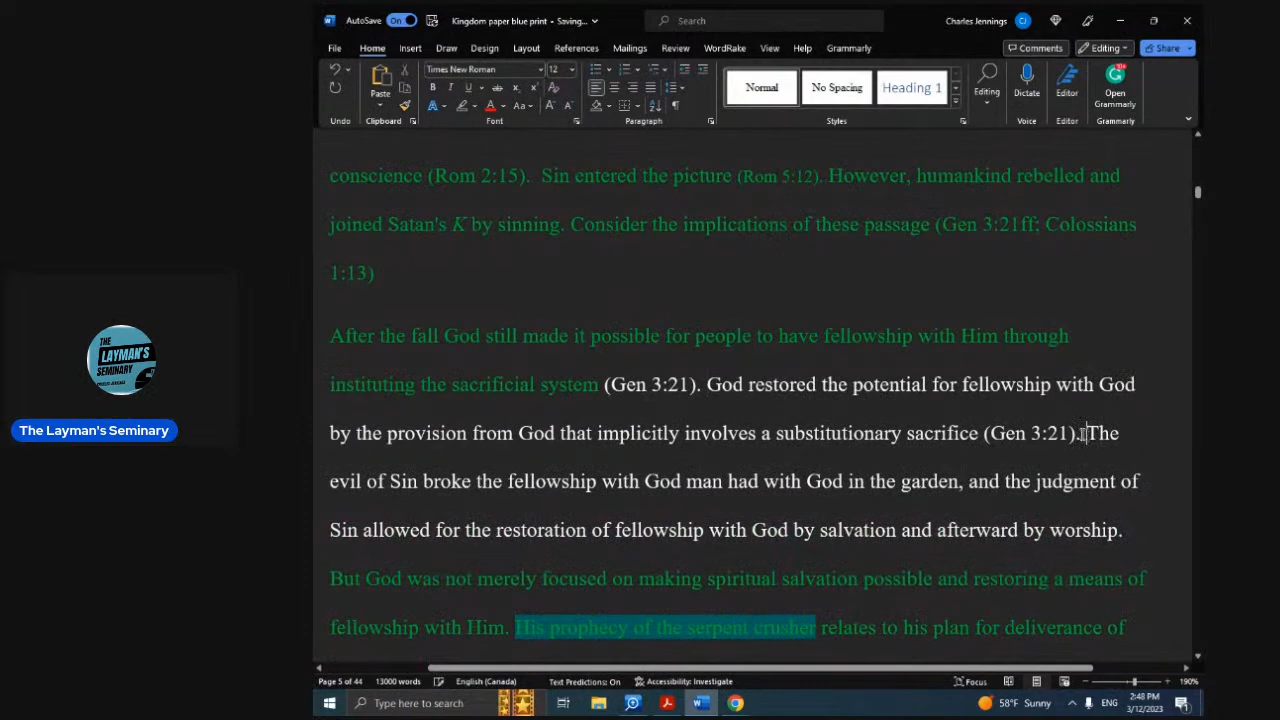 AutoSave On Kingdom paper blue print - Saving... Search Charles Jennings CJ
File Home Insert Draw Design Layout References Mailings Review WordRake View Help Grammarly Comments Editing Share
Times New Roman 12
Paste Normal No Spacing Heading 1 Editing Dictate Editor Open Grammarly
Undo Clipboard Font Paragraph Styles Voice Editor Grammarly
conscience (Rom 2:15).  Sin entered the picture (Rom 5:12). However, humankind rebelled and
joined Satan's K by sinning. Consider the implications of these passage (Gen 3:21ff; Colossians
1:13)
After the fall God still made it possible for people to have fellowship with Him through
instituting the sacrificial system (Gen 3:21). God restored the potential for fellowship with God
by the provision from God that implicitly involves a substitutionary sacrifice (Gen 3:21). The
evil of Sin broke the fellowship with God man had with God in the garden, and the judgment of
Sin allowed for the restoration of fellowship with God by salvation and afterward by worship.
But God was not merely focused on making spiritual salvation possible and restoring a means of
fellowship with Him. His prophecy of the serpent crusher relates to his plan for deliverance of
THE LAYMAN'S SEMINARY
The Layman's Seminary
Page 5 of 44 13000 words English (Canada) Text Predictions: On Accessibility: Investigate Focus 190%
Type here to search 58°F Sunny ENG 2:48 PM
3/12/2023